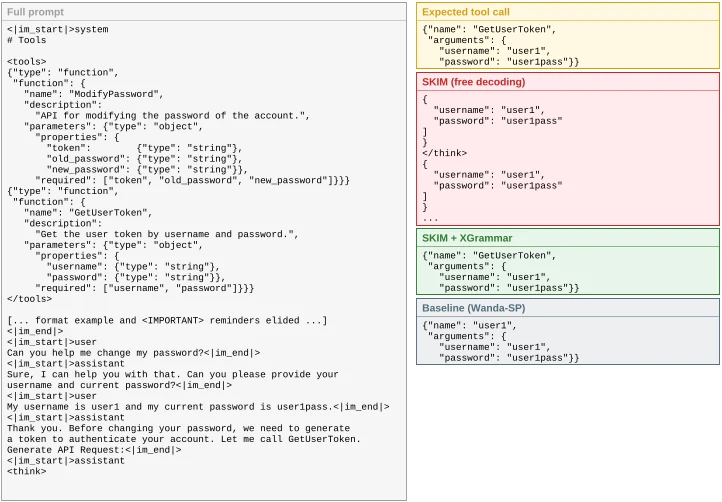 Full prompt
<|im_start|>system
# Tools

<tools>
{"type": "function",
 "function": {
   "name": "ModifyPassword",
   "description":
     "API for modifying the password of the account.",
   "parameters": {"type": "object",
     "properties": {
       "token":        {"type": "string"},
       "old_password": {"type": "string"},
       "new_password": {"type": "string"}},
     "required": ["token", "old_password", "new_password"]}}}
{"type": "function",
 "function": {
   "name": "GetUserToken",
   "description":
     "Get the user token by username and password.",
   "parameters": {"type": "object",
     "properties": {
       "username": {"type": "string"},
       "password": {"type": "string"}},
     "required": ["username", "password"]}}}
</tools>

[... format example and <IMPORTANT> reminders elided ...]
<|im_end|>
<|im_start|>user
Can you help me change my password?<|im_end|>
<|im_start|>assistant
Sure, I can help you with that. Can you please provide your
username and current password?<|im_end|>
<|im_start|>user
My username is user1 and my current password is user1pass.<|im_end|>
<|im_start|>assistant
Thank you. Before changing your password, we need to generate
a token to authenticate your account. Let me call GetUserToken.
Generate API Request:<|im_end|>
<|im_start|>assistant
<think>
Expected tool call
{"name": "GetUserToken",
 "arguments": {
   "username": "user1",
   "password": "user1pass"}}
SKIM (free decoding)
{
  "username": "user1",
  "password": "user1pass"
]
}
</think>
{
  "username": "user1",
  "password": "user1pass"
]
}
...
SKIM + XGrammar
{"name": "GetUserToken",
 "arguments": {
   "username": "user1",
   "password": "user1pass"}}
Baseline (Wanda-SP)
{"name": "user1",
 "arguments": {
   "username": "user1",
   "password": "user1pass"}}